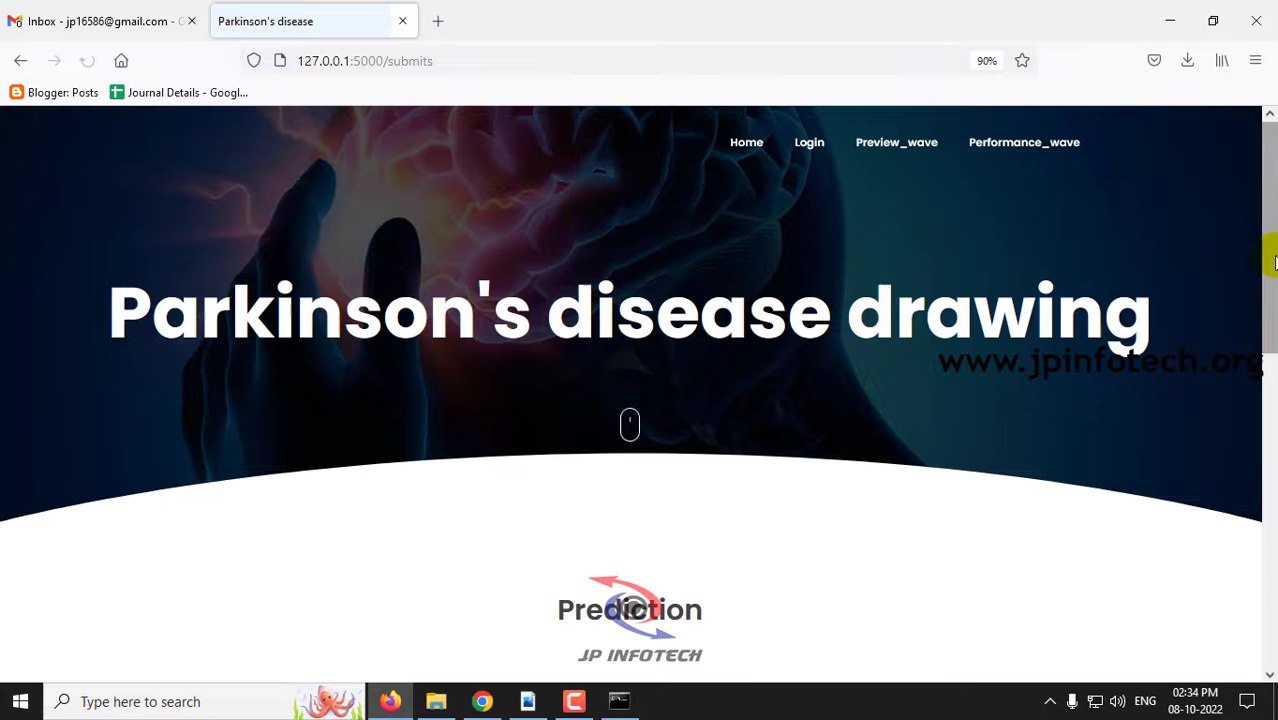 Inbox - jp16586@gmail.com - G
Parkinson's disease
127.0.0.1:5000/submits
90%
Blogger: Posts
Journal Details - Googl...
Home
Login
Preview_wave
Performance_wave
Parkinson's disease drawing
www.jpinfotech.org
Prediction
JP INFOTECH
Type here to search
ENG
02:34 PM
08-10-2022